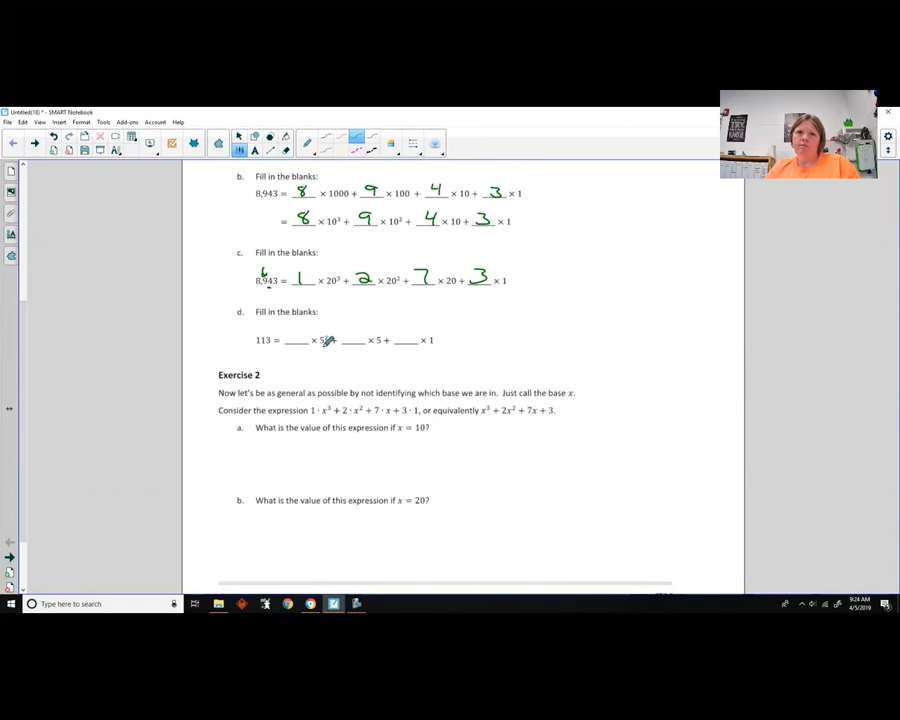 Untitled(18) * - SMART Notebook
File Edit View Insert Format Tools Add-ons Account Help
b. Fill in the blanks:
8,943 = 8 × 1000 + 9 × 100 + 4 × 10 + 3 × 1
= 8 × 10³ + 9 × 10² + 4 × 10 + 3 × 1
c. Fill in the blanks:
8,943 = 1 × 20³ + 2 × 20² + 7 × 20 + 3 × 1
d. Fill in the blanks:
113 = _____ × 5² + _____ × 5 + _____ × 1
Exercise 2
Now let's be as general as possible by not identifying which base we are in. Just call the base x.
Consider the expression 1 · x³ + 2 · x² + 7 · x + 3 · 1, or equivalently x³ + 2x² + 7x + 3.
a. What is the value of this expression if x = 10?
b. What is the value of this expression if x = 20?
Type here to search
9:24 AM
4/5/2019